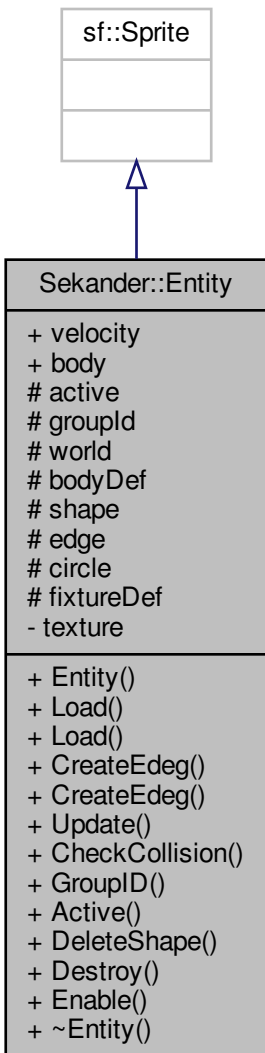 sf::Sprite
Sekander::Entity
+ velocity
+ body
# active
# groupId
# world
# bodyDef
# shape
# edge
# circle
# fixtureDef
- texture
+ Entity()
+ Load()
+ Load()
+ CreateEdeg()
+ CreateEdeg()
+ Update()
+ CheckCollision()
+ GroupID()
+ Active()
+ DeleteShape()
+ Destroy()
+ Enable()
+ ~Entity()